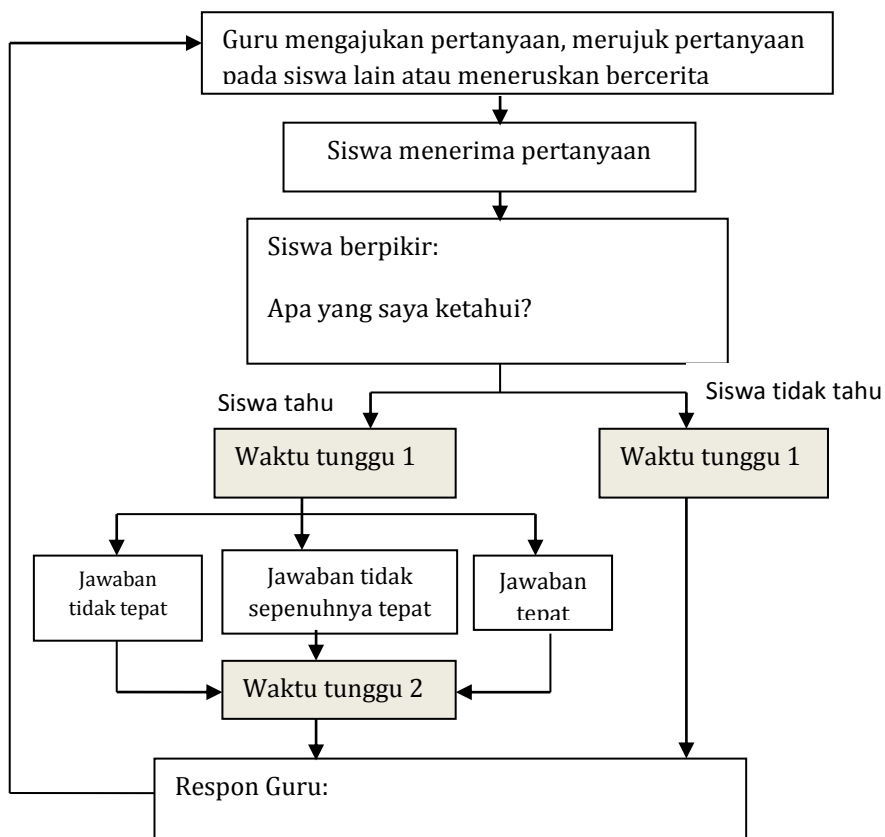 Guru mengajukan pertanyaan, merujuk pertanyaan
pada siswa lain atau meneruskan bercerita
Siswa menerima pertanyaan
Siswa berpikir:
Apa yang saya ketahui?
Siswa tahu
Siswa tidak tahu
Waktu tunggu 1
Waktu tunggu 1
Jawaban
tidak tepat
Jawaban tidak
sepenuhnya tepat
Jawaban
tepat
Waktu tunggu 2
Respon Guru: